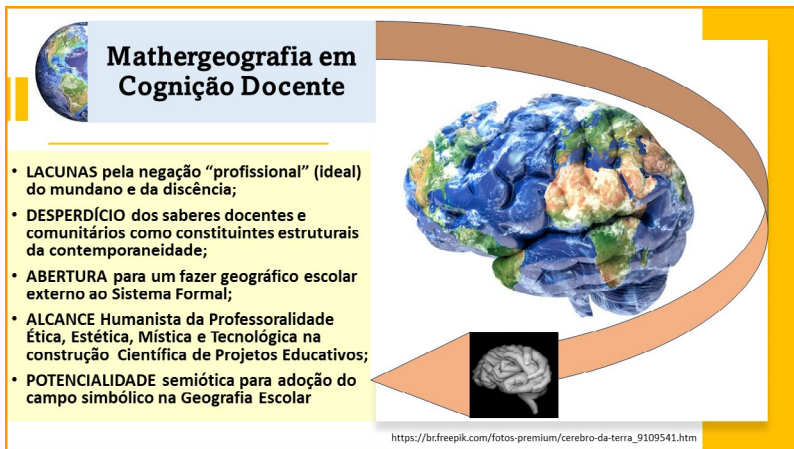 Mathergeografia em
Cognição Docente
• LACUNAS pela negação “profissional” (ideal)
do mundano e da discência;
• DESPERDÍCIO dos saberes docentes e
comunitários como constituintes estruturais
da contemporaneidade;
• ABERTURA para um fazer geográfico escolar
externo ao Sistema Formal;
• ALCANCE Humanista da Professoralidade
Ética, Estética, Mística e Tecnológica na
construção Científica de Projetos Educativos;
• POTENCIALIDADE semiótica para adoção do
campo simbólico na Geografia Escolar
https://br.freepik.com/fotos-premium/cerebro-da-terra_9109541.htm